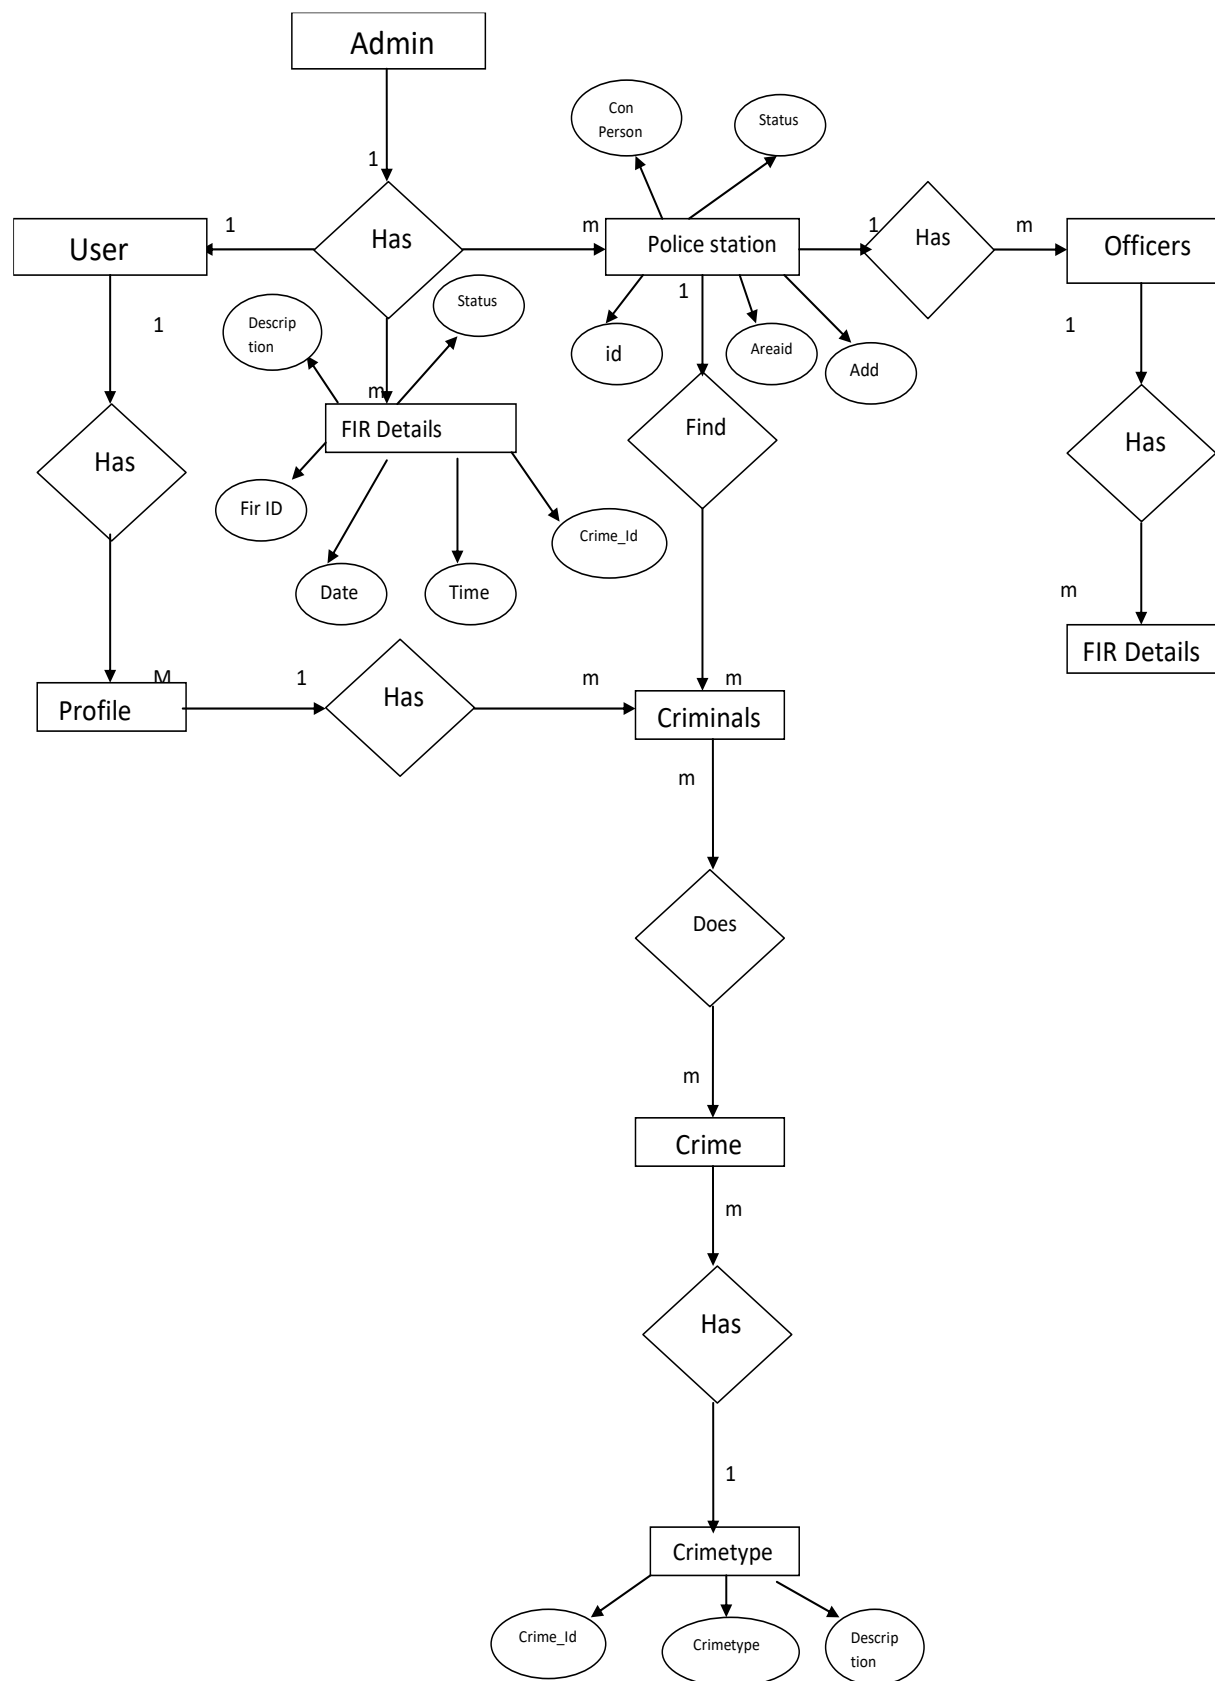 Admin
Con
Person
Status
1
User
1
Has
m
Police station
1
Has
m
Officers
1
Descrip
tion
Status
1
id
Areaid
Add
1
m
FIR Details
Find
Has
Has
Fir ID
Crime_Id
Date
Time
m
FIR Details
M
Profile
1
Has
m
m
Criminals
m
Does
m
Crime
m
Has
1
Crimetype
Crime_Id
Crimetype
Descrip
tion